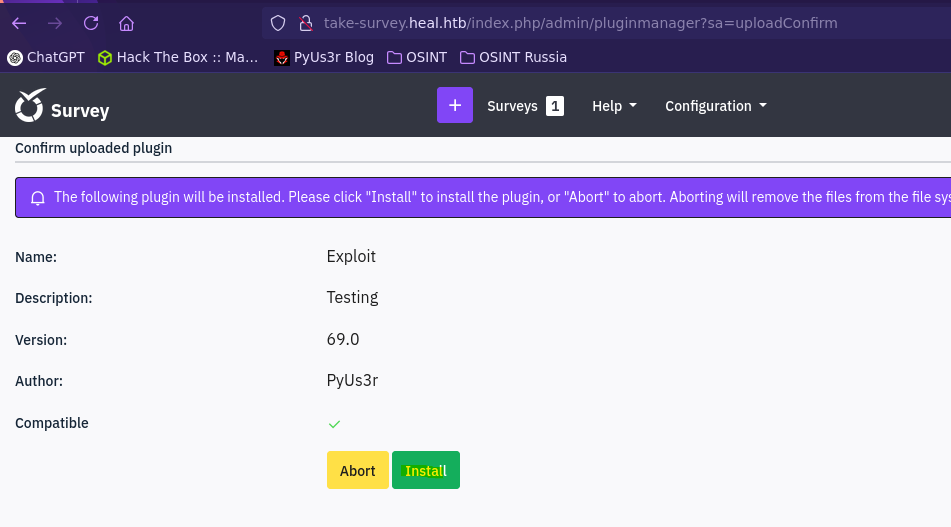 take-survey.heal.htb/index.php/admin/pluginmanager?sa=uploadConfirm
ChatGPT Hack The Box :: Ma... PyUs3r Blog OSINT OSINT Russia
Survey + Surveys 1 Help Configuration
Confirm uploaded plugin
The following plugin will be installed. Please click "Install" to install the plugin, or "Abort" to abort. Aborting will remove the files from the file sys
Name: Exploit
Description: Testing
Version: 69.0
Author: PyUs3r
Compatible
Abort Install